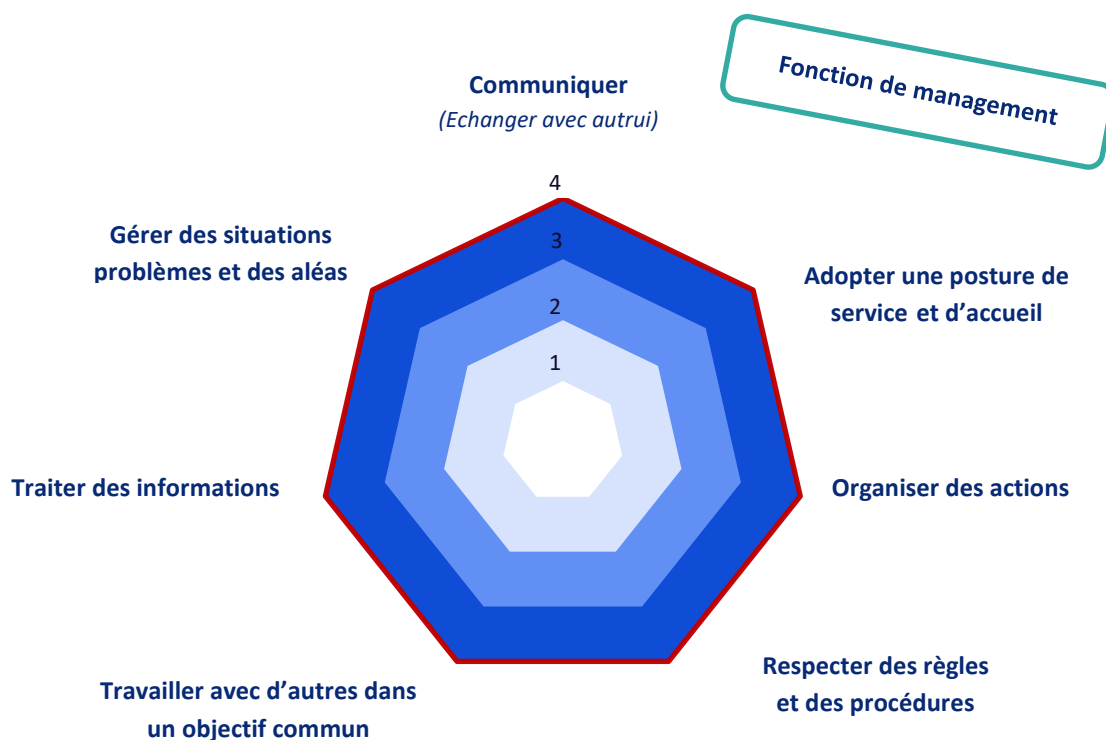 Fonction de management
Communiquer
(Echanger avec autrui)
4
Gérer des situations
problèmes et des aléas
3
Adopter une posture de
service et d’accueil
2
1
Traiter des informations
Organiser des actions
Respecter des règles
et des procédures
Travailler avec d’autres dans
un objectif commun